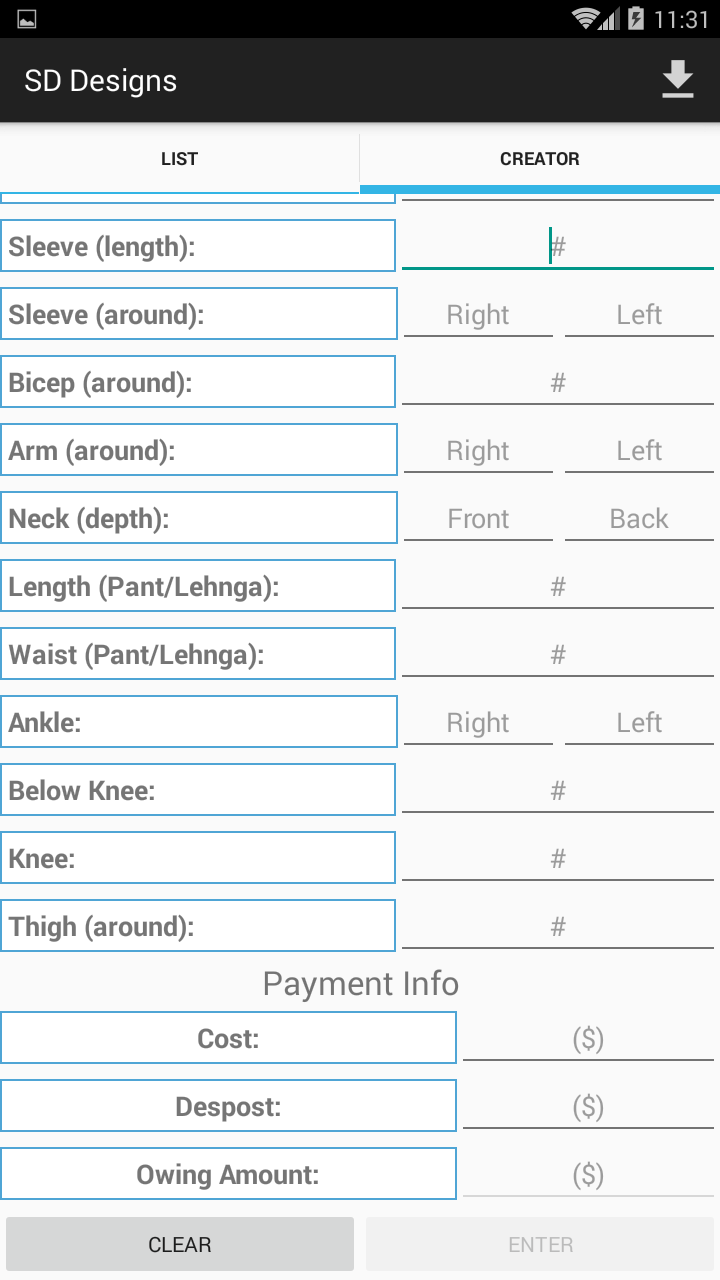 11:31
SD Designs
LIST CREATOR
Sleeve (length): #
Sleeve (around): Right Left
Bicep (around): #
Arm (around): Right Left
Neck (depth): Front Back
Length (Pant/Lehnga): #
Waist (Pant/Lehnga): #
Ankle: Right Left
Below Knee: #
Knee: #
Thigh (around): #
Payment Info
Cost: ($)
Despost: ($)
Owing Amount: ($)
CLEAR ENTER